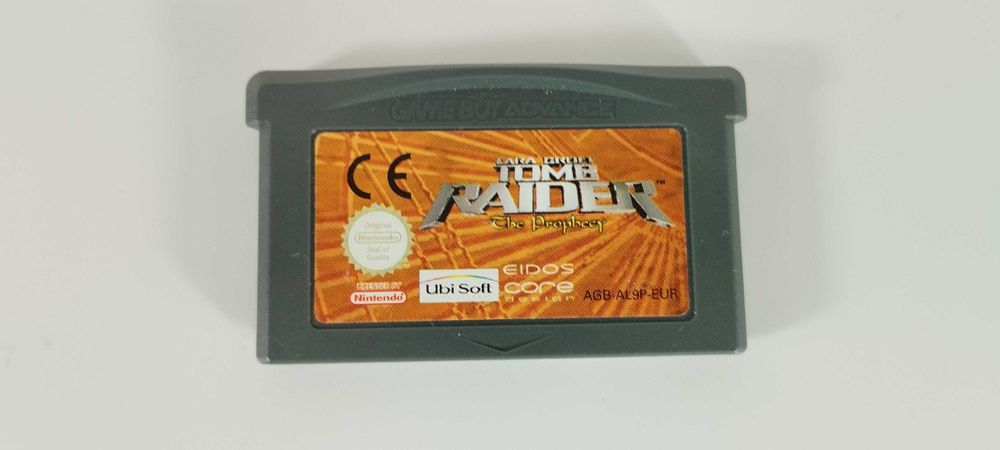 GAME BOY ADVANCE
CE
LARA CROFT
TOMB
RAIDER™
The Prophecy
Original
Nintendo
Seal of
Quality
LICENSED BY
Nintendo
Ubi Soft
EIDOS
core
design
AGB-AL9P-EUR